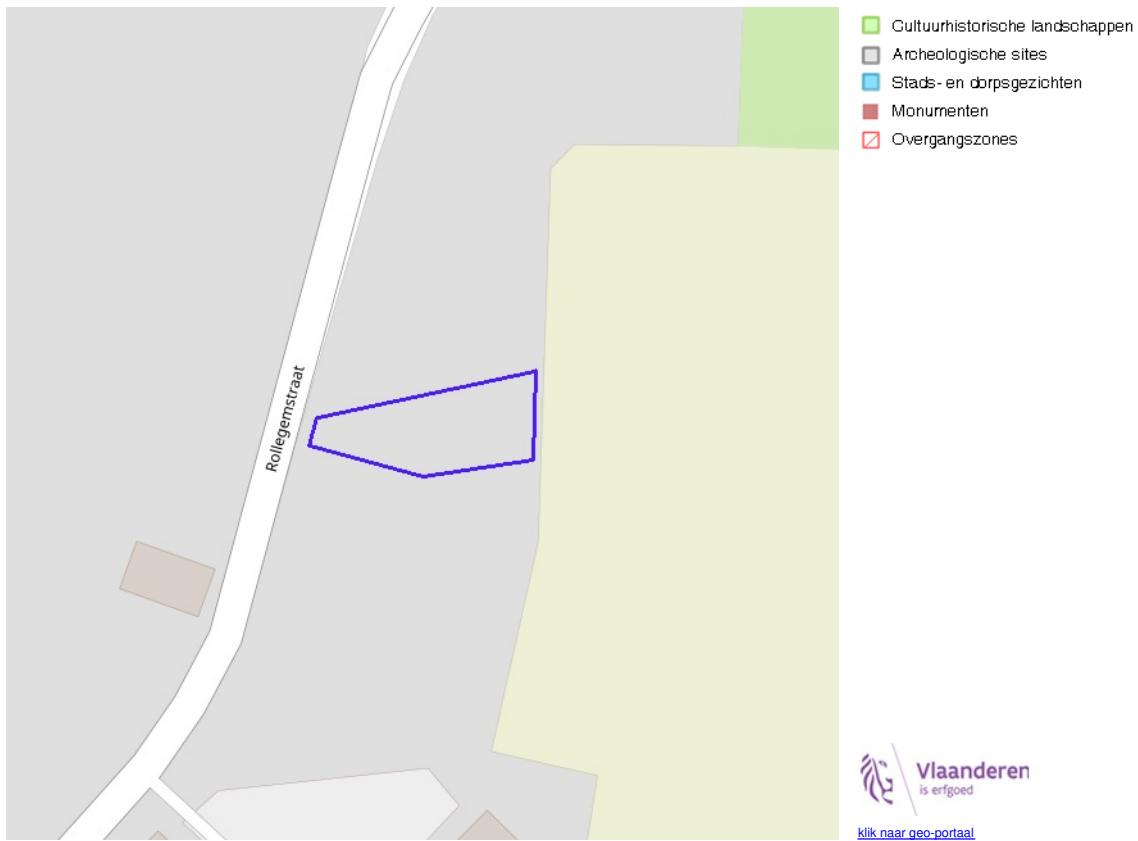 Rollegemstraat
Cultuurhistorische landschappen
Archeologische sites
Stads- en dorpsgezichten
Monumenten
Overgangszones
Vlaanderen
is erfgoed
klik naar geo-portaal